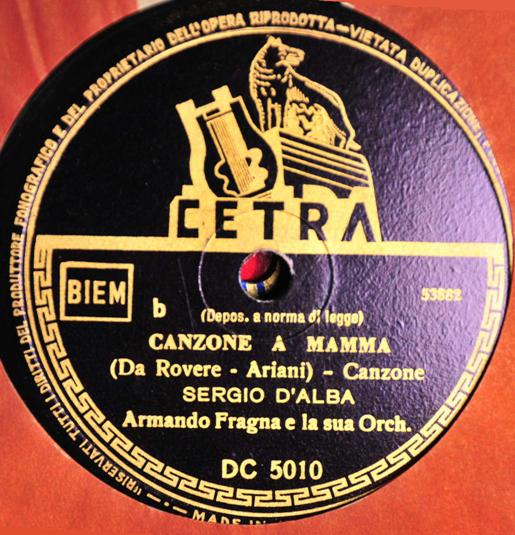 RISERVATI TUTTI I DIRITTI DEL PRODUTTORE FONOGRAFICO E DEL PROPRIETARIO DELL'OPERA RIPRODOTTA - VIETATA DUPLICAZIONE
CETRA
BIEM
b
(Depos. a norma di legge)
53882
CANZONE A MAMMA
(Da Rovere - Ariani) - Canzone
SERGIO D'ALBA
Armando Fragna e la sua Orch.
DC 5010
MADE IN